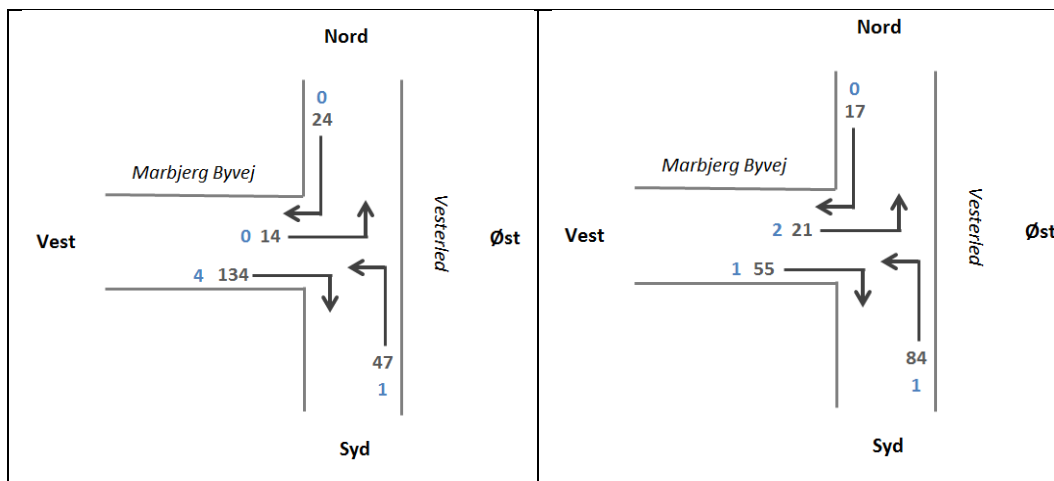 Nord
0
24
Marbjerg Byvej
Vesterled
Vest
0 14
Øst
4 134
47
1
Syd
Nord
0
17
Marbjerg Byvej
Vesterled
Vest
2 21
Øst
1 55
84
1
Syd